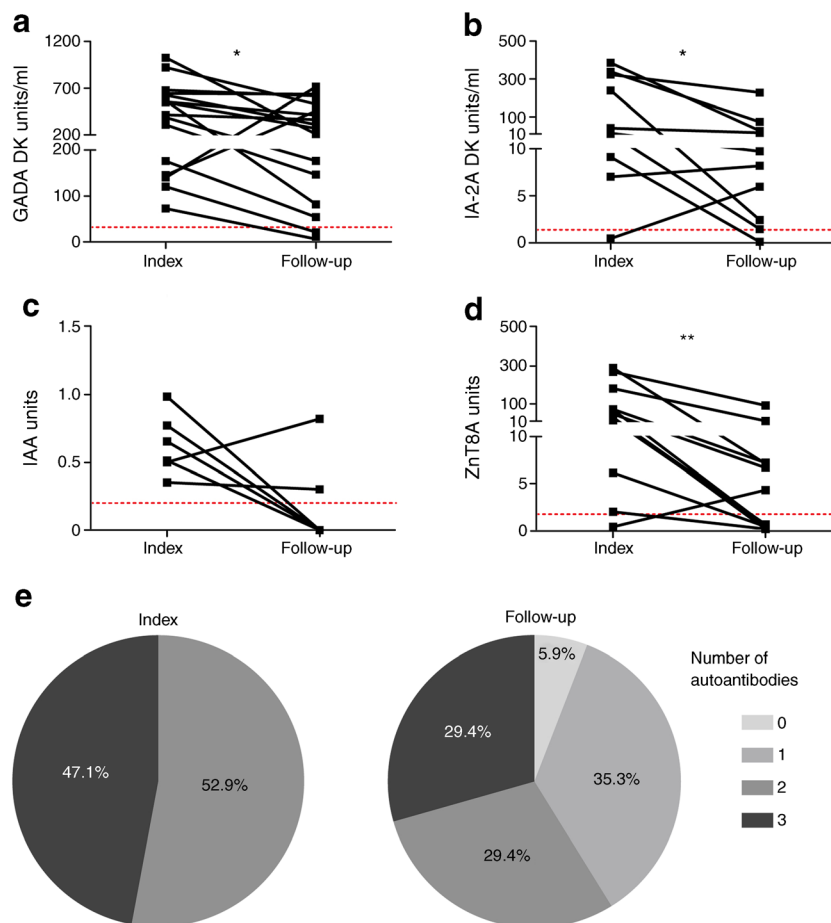 a
GADA DK units/ml
1200
700
200
200
100
0
*
Index
Follow-up
b
IA-2A DK units/ml
500
300
100
10
10
5
0
*
Index
Follow-up
c
IAA units
1.5
1.0
0.5
0
Index
Follow-up
d
ZnT8A units
500
300
100
10
10
5
0
**
Index
Follow-up
e
Index
47.1%
52.9%
Follow-up
5.9%
29.4%
35.3%
29.4%
Number of
autoantibodies
0
1
2
3